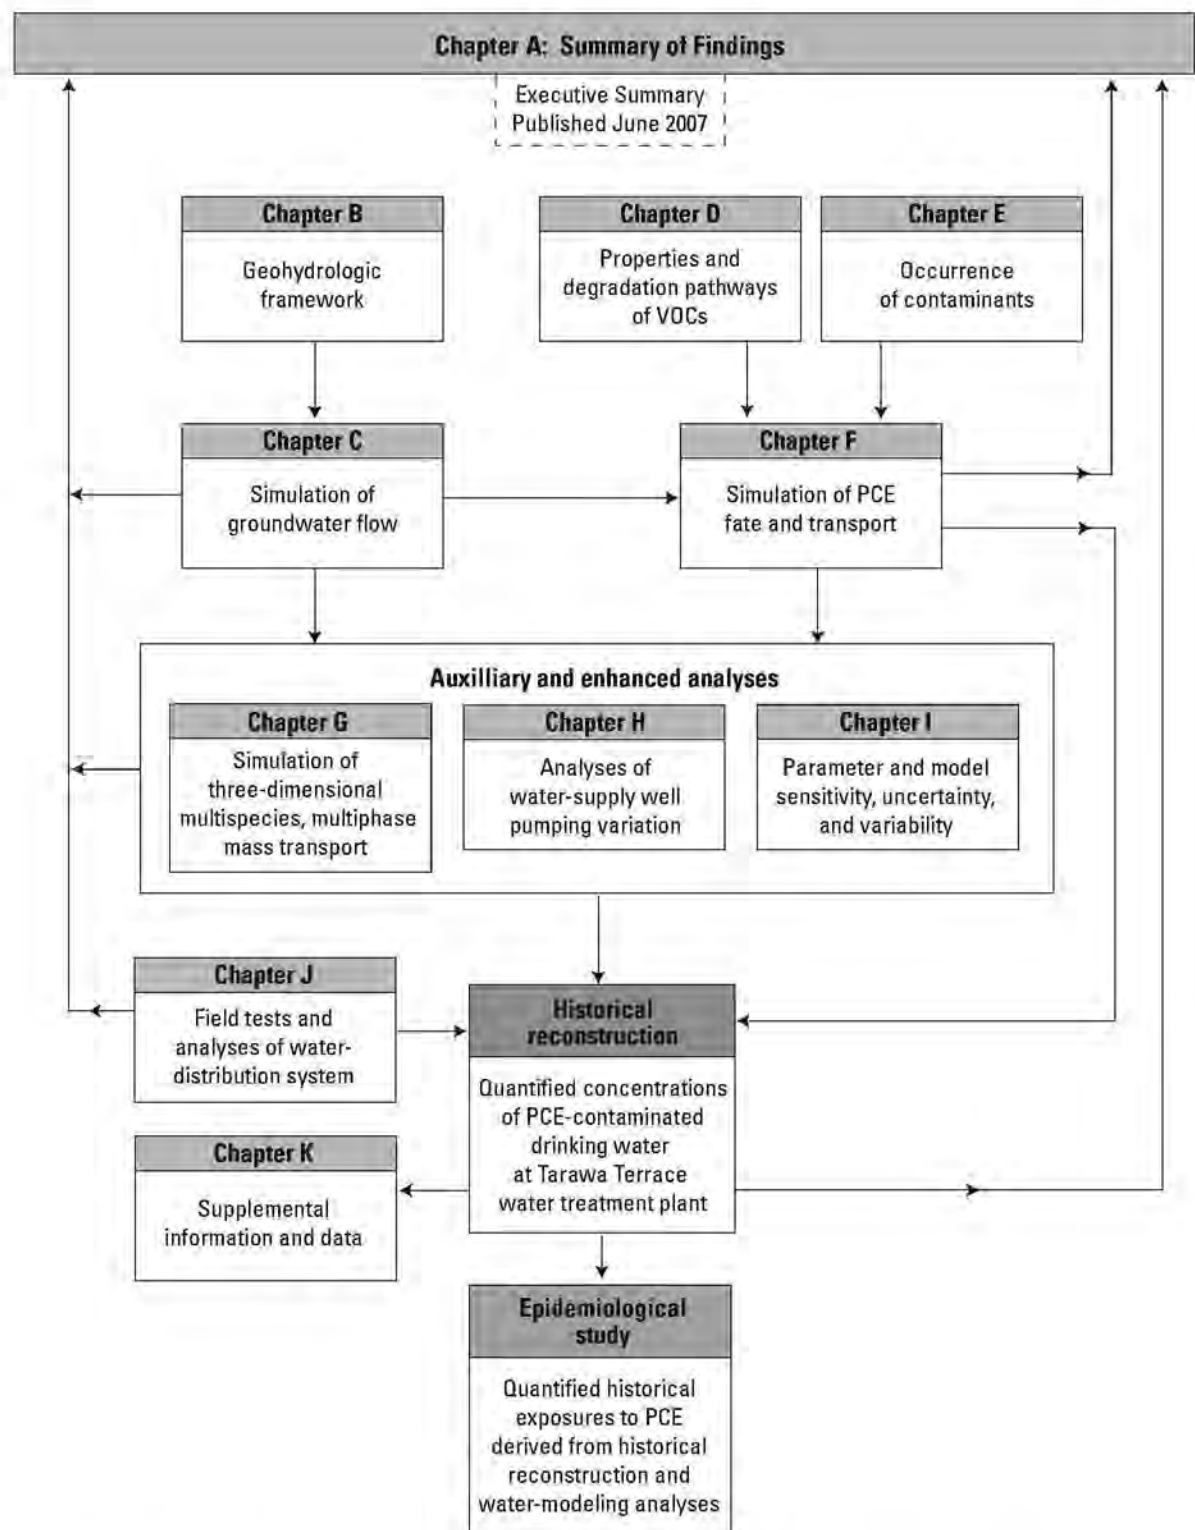 Chapter A: Summary of Findings
Executive Summary
Published June 2007
Chapter B
Geohydrologic
framework
Chapter D
Properties and
degradation pathways
of VOCs
Chapter E
Occurrence
of contaminants
Chapter C
Simulation of
groundwater flow
Chapter F
Simulation of PCE
fate and transport
Auxilliary and enhanced analyses
Chapter G
Simulation of
three-dimensional
multispecies, multiphase
mass transport
Chapter H
Analyses of
water-supply well
pumping variation
Chapter I
Parameter and model
sensitivity, uncertainty,
and variability
Chapter J
Field tests and
analyses of water-
distribution system
Historical
reconstruction
Quantified concentrations
of PCE-contaminated
drinking water
at Tarawa Terrace
water treatment plant
Chapter K
Supplemental
information and data
Epidemiological
study
Quantified historical
exposures to PCE
derived from historical
reconstruction and
water-modeling analyses